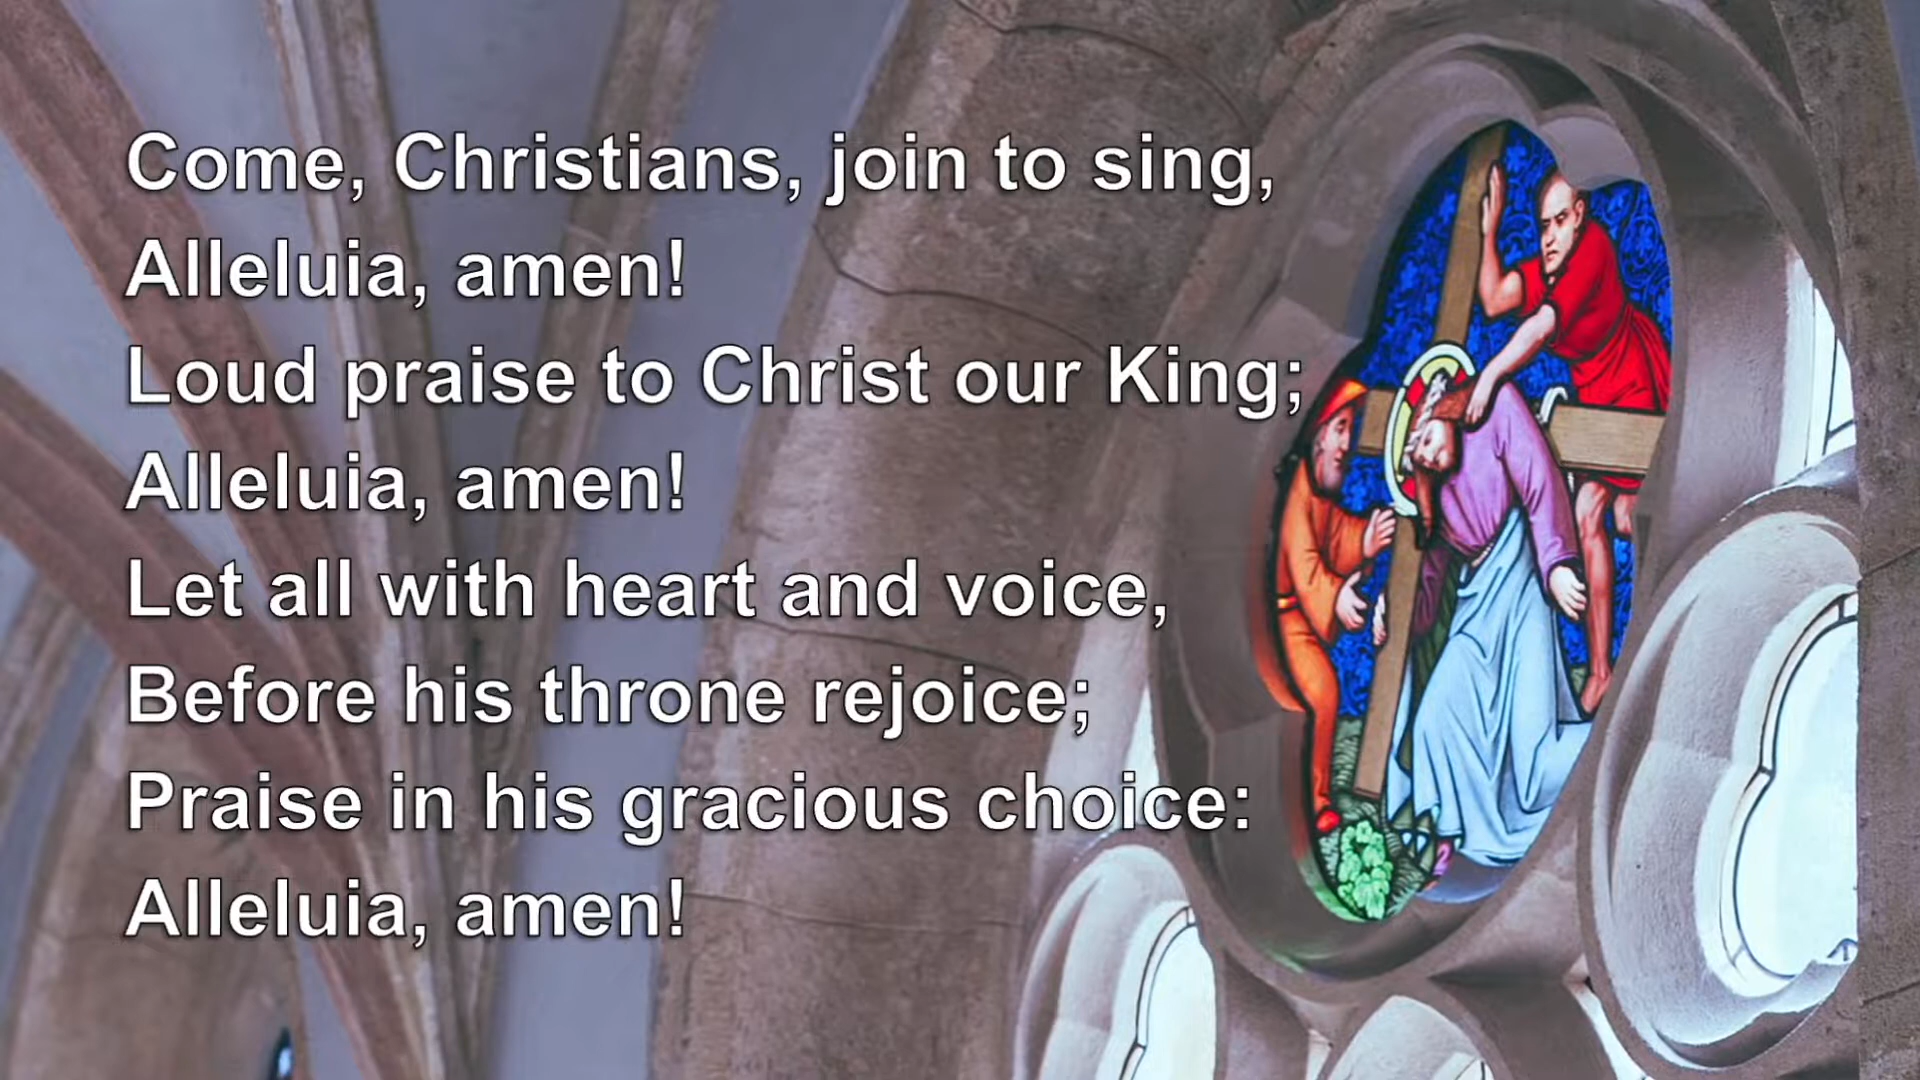 Come, Christians, join to sing,
Alleluia, amen!
Loud praise to Christ our King;
Alleluia, amen!
Let all with heart and voice,
Before his throne rejoice;
Praise in his gracious choice:
Alleluia, amen!